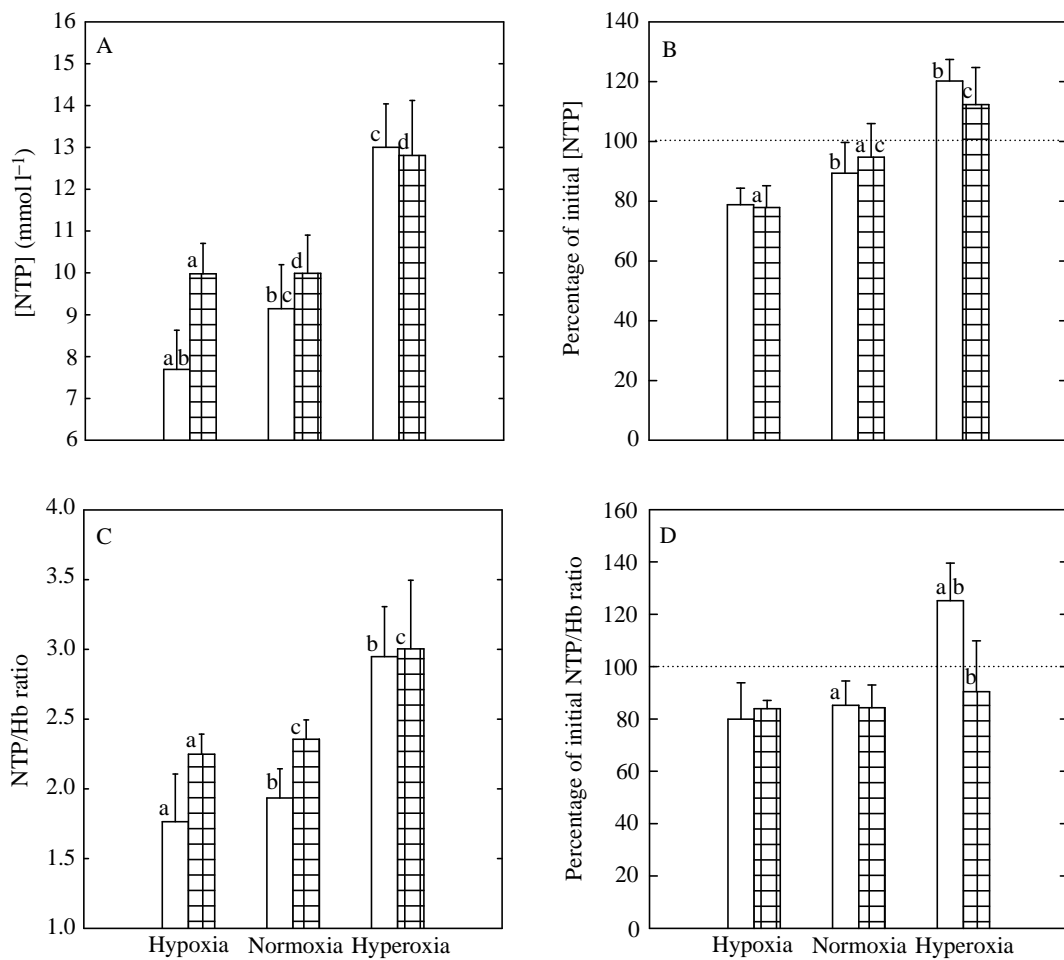 A
[NTP] (mmol l⁻¹)
16
15
14
13
12
11
10
9
8
7
6
a b
a
b c
d
c
d
B
Percentage of initial [NTP]
140
120
100
80
60
40
20
0
a
b
a c
b
c
C
NTP/Hb ratio
4.0
3.5
3.0
2.5
2.0
1.5
1.0
a
a
b
c
b
c
Hypoxia Normoxia Hyperoxia
D
Percentage of initial NTP/Hb ratio
160
140
120
100
80
60
40
20
0
a
a b
b
Hypoxia Normoxia Hyperoxia